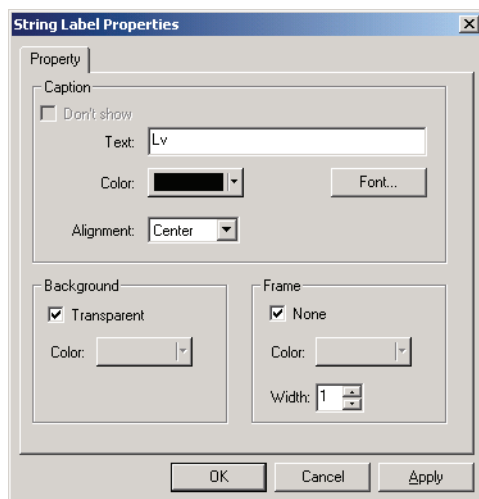 String Label Properties
Property
Caption
Don't show
Text: Lv
Color:
Font...
Alignment: Center
Background
Transparent
Color:
Frame
None
Color:
Width: 1
OK Cancel Apply